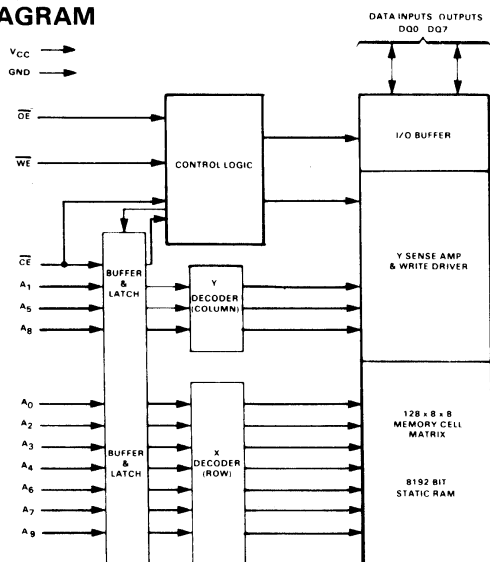 AGRAM
DATA INPUTS OUTPUTS
DQ0 DQ7
VCC
GND
OE
WE
CONTROL LOGIC
I/O BUFFER
CE
A1
A5
A8
BUFFER
&
LATCH
Y
DECODER
(COLUMN)
Y SENSE AMP
& WRITE DRIVER
A0
A2
A3
A4
A6
A7
A9
BUFFER
&
LATCH
X
DECODER
(ROW)
128 x 8 x 8
MEMORY CELL
MATRIX
8192 BIT
STATIC RAM